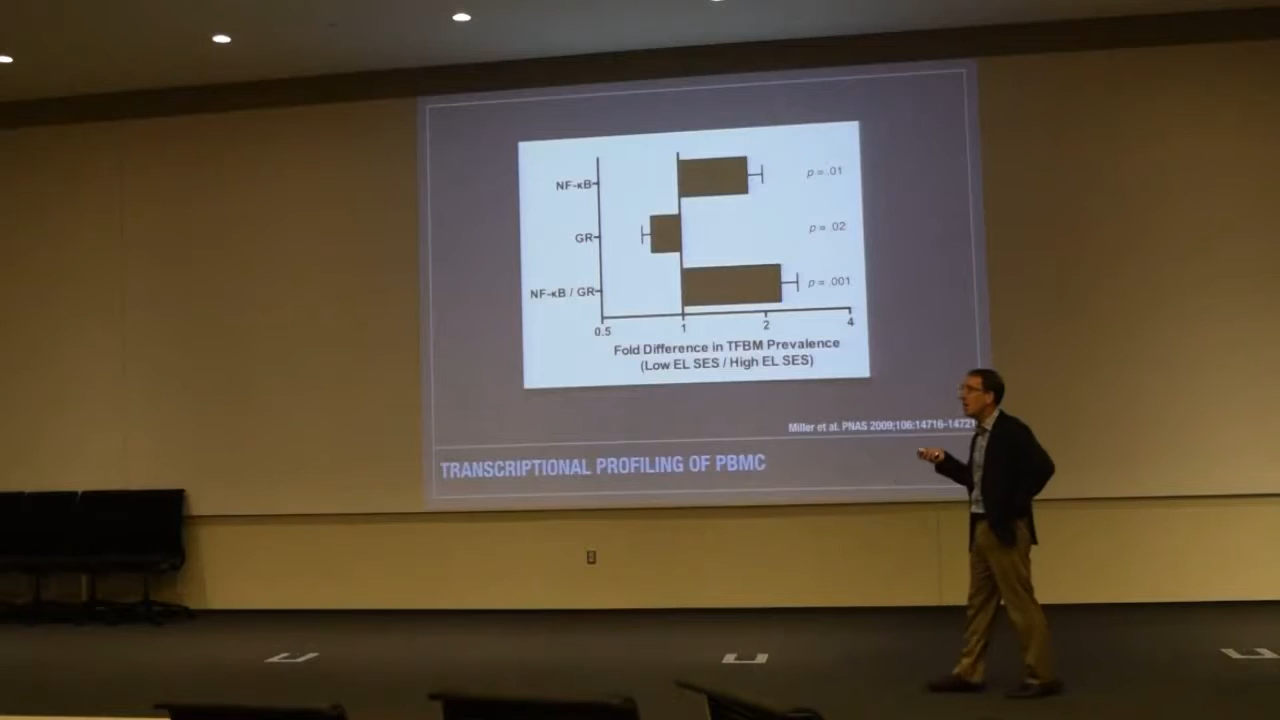 NF-κB
p = .01
GR
p = .02
NF-κB / GR
p = .001
0.5
1
2
4
Fold Difference in TFBM Prevalence
(Low EL SES / High EL SES)
Miller et al. PNAS 2009;106:14716-14721
TRANSCRIPTIONAL PROFILING OF PBMC